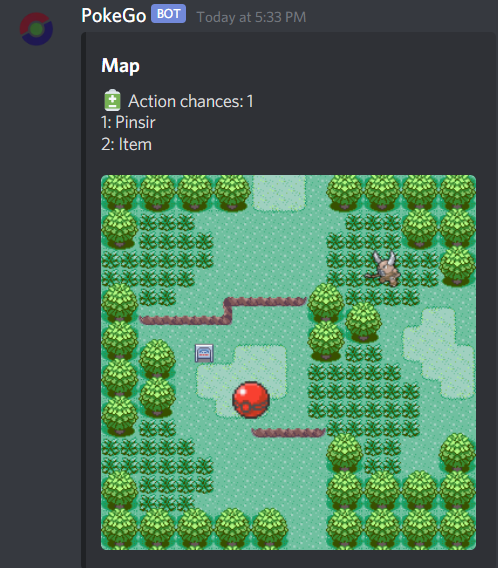 PokeGo BOT Today at 5:33 PM
Map
Action chances: 1
1: Pinsir
2: Item